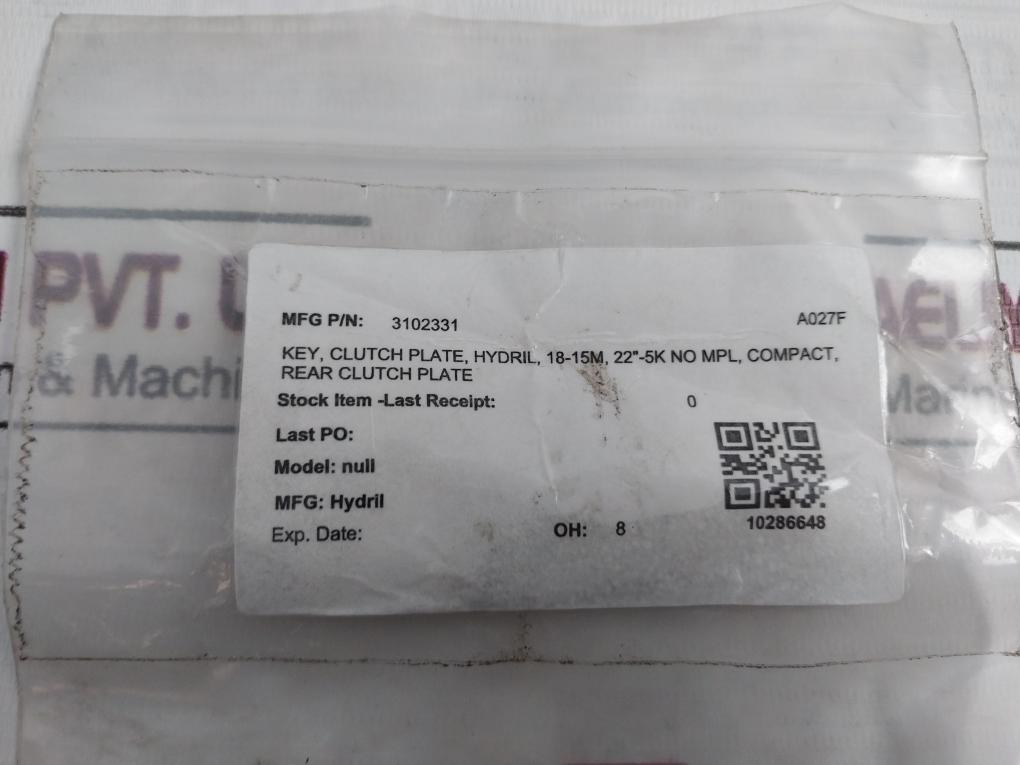 PVT.
& Machi
MFG P/N: 3102331 A027F
KEY, CLUTCH PLATE, HYDRIL, 18-15M, 22"-5K NO MPL, COMPACT,
REAR CLUTCH PLATE
Stock Item -Last Receipt: 0
Last PO:
Model: null
MFG: Hydril
Exp. Date: OH: 8
10286648